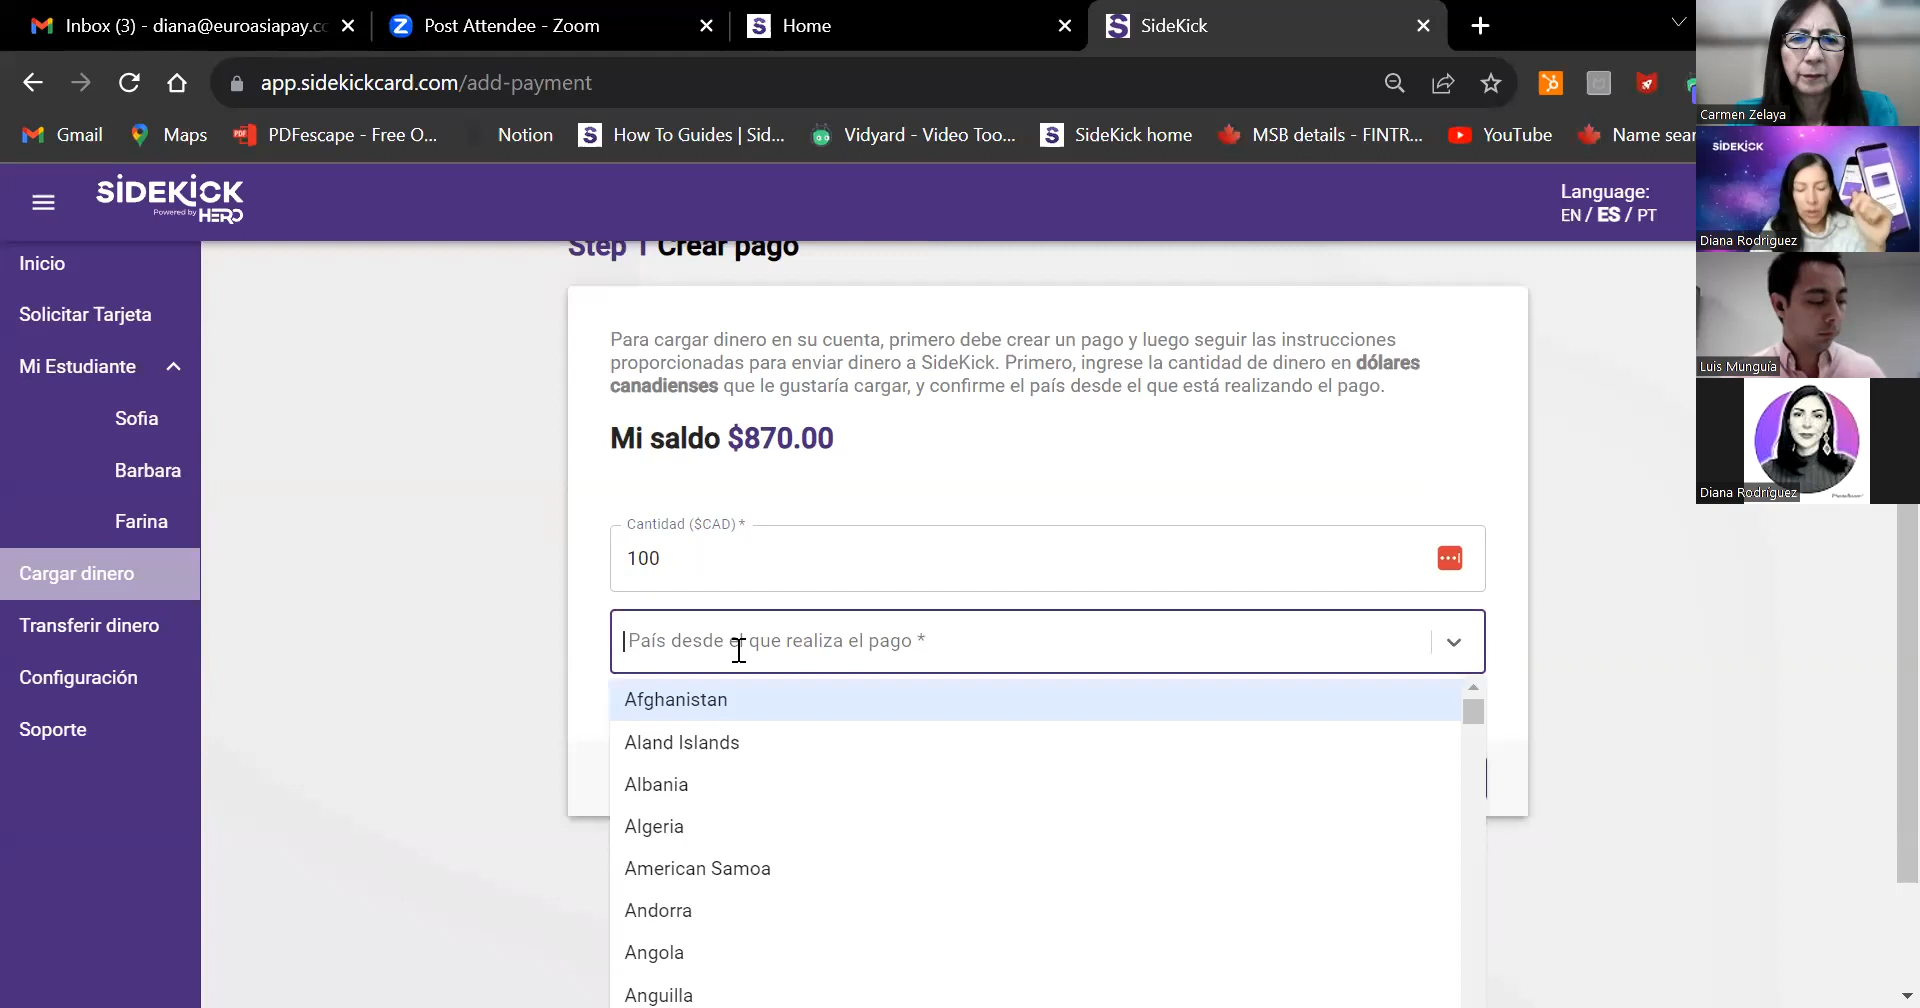 Inbox (3) - diana@euroasiapay.c
Post Attendee - Zoom
Home
SideKick
app.sidekickcard.com/add-payment
Gmail
Maps
PDFescape - Free O...
Notion
How To Guides | Sid...
Vidyard - Video Too...
SideKick home
MSB details - FINTR...
YouTube
Name sear
SIDEKICK
Powered by HERO
Language:
EN / ES / PT
Inicio
Solicitar Tarjeta
Mi Estudiante
Sofia
Barbara
Farina
Cargar dinero
Transferir dinero
Configuración
Soporte
Step 1 Crear pago
Para cargar dinero en su cuenta, primero debe crear un pago y luego seguir las instrucciones
proporcionadas para enviar dinero a SideKick. Primero, ingrese la cantidad de dinero en dólares
canadienses que le gustaría cargar, y confirme el país desde el que está realizando el pago.
Mi saldo $870.00
Cantidad ($CAD) *
100
País desde el que realiza el pago *
Afghanistan
Aland Islands
Albania
Algeria
American Samoa
Andorra
Angola
Anguilla
Carmen Zelaya
SIDEKICK
Diana Rodriguez
Luis Munguía
Diana Rodriguez